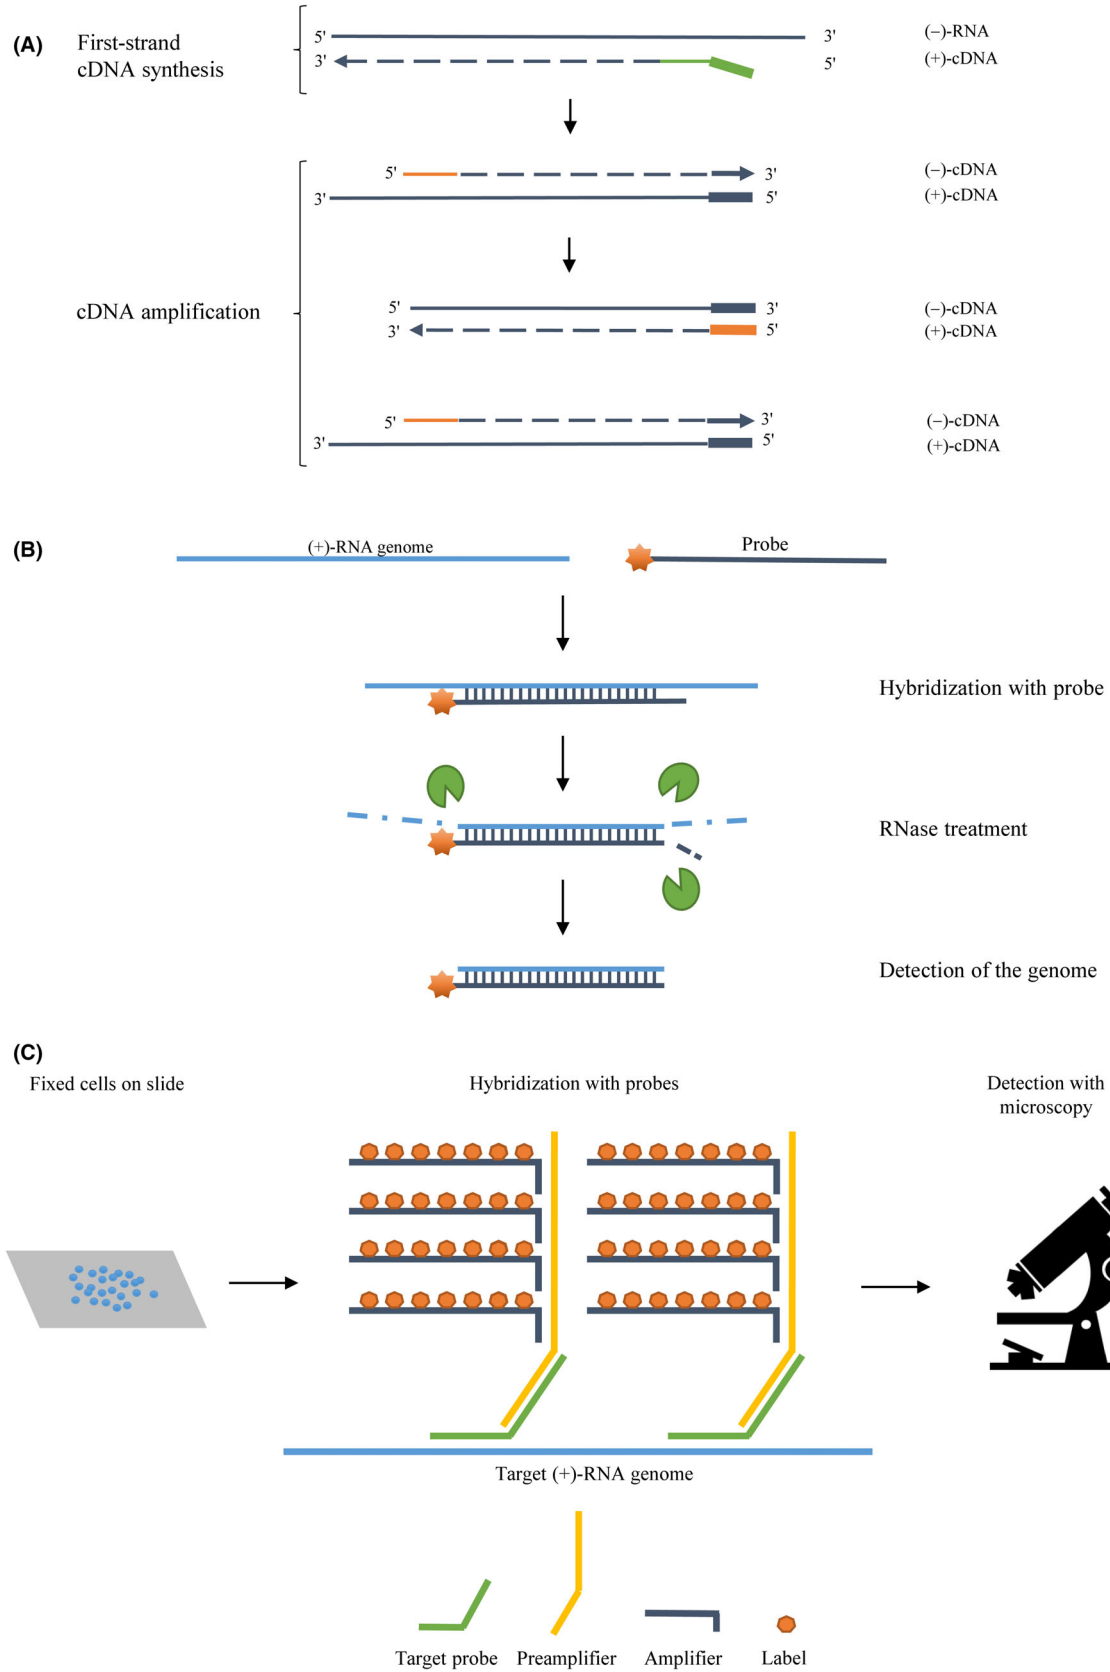 (A)
First-strand
cDNA synthesis
5' 3' (−)-RNA
3' 5' (+)-cDNA
5' 3' (−)-cDNA
3' 5' (+)-cDNA
cDNA amplification
5' 3' (−)-cDNA
3' 5' (+)-cDNA
5' 3' (−)-cDNA
3' 5' (+)-cDNA
(B)
(+)-RNA genome
Probe
Hybridization with probe
RNase treatment
Detection of the genome
(C)
Fixed cells on slide
Hybridization with probes
Detection with
microscopy
Target (+)-RNA genome
Target probe
Preamplifier
Amplifier
Label